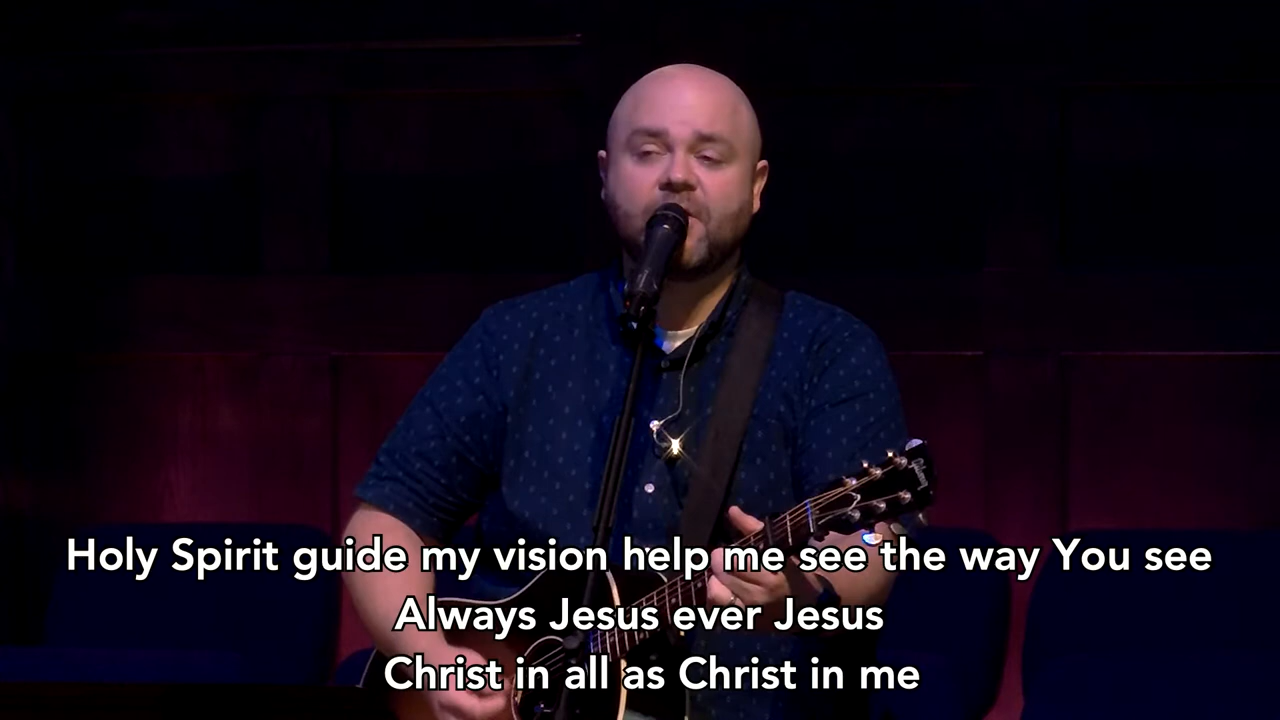 Holy Spirit guide my vision help me see the way You see
Always Jesus ever Jesus
Christ in all as Christ in me
Gibson